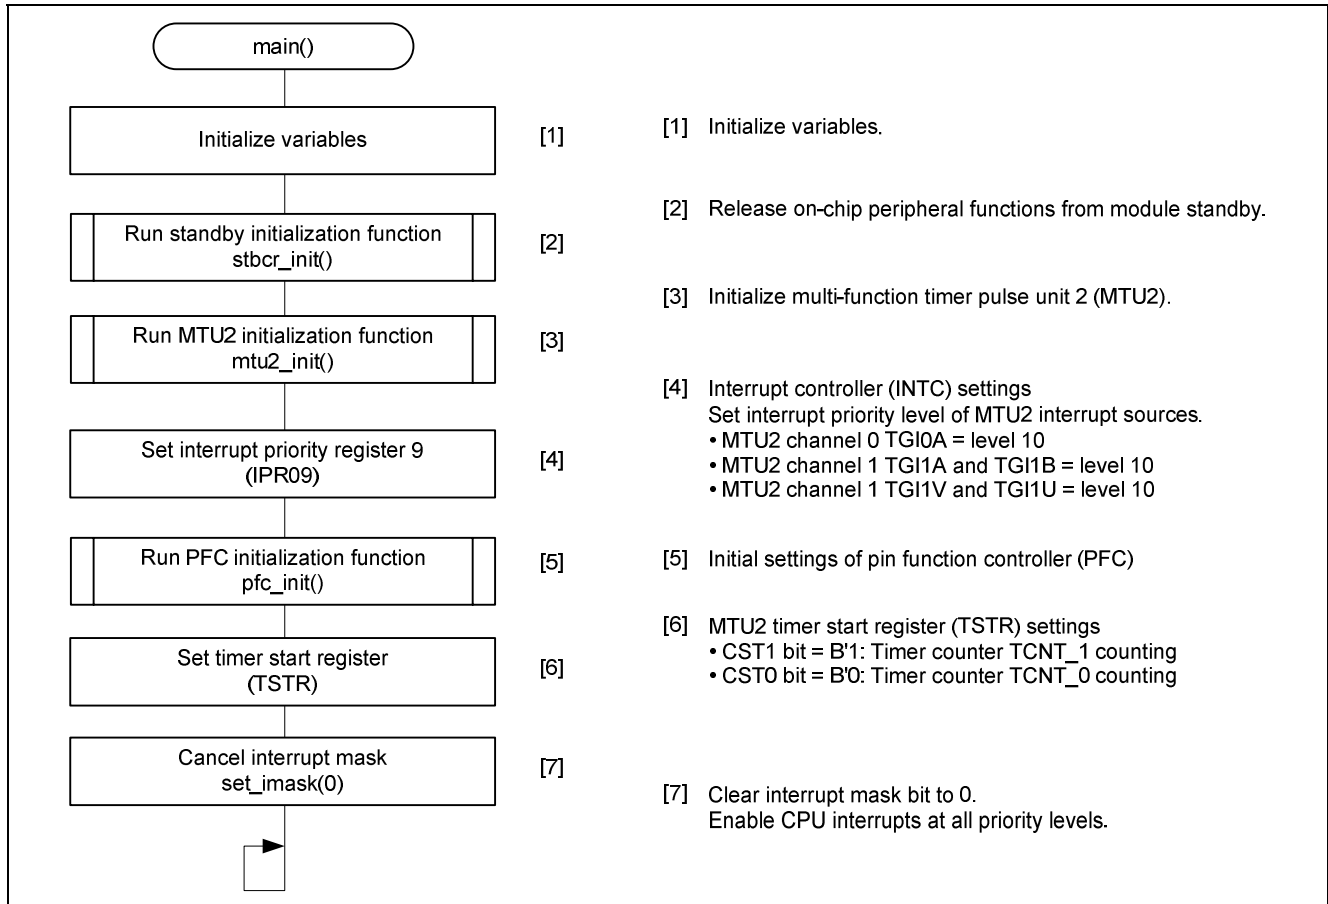 main()
Initialize variables
[1]
Run standby initialization function
stbcr_init()
[2]
Run MTU2 initialization function
mtu2_init()
[3]
Set interrupt priority register 9
(IPR09)
[4]
Run PFC initialization function
pfc_init()
[5]
Set timer start register
(TSTR)
[6]
Cancel interrupt mask
set_imask(0)
[7]
[1] Initialize variables.
[2] Release on-chip peripheral functions from module standby.
[3] Initialize multi-function timer pulse unit 2 (MTU2).
[4] Interrupt controller (INTC) settings
Set interrupt priority level of MTU2 interrupt sources.
• MTU2 channel 0 TGI0A = level 10
• MTU2 channel 1 TGI1A and TGI1B = level 10
• MTU2 channel 1 TGI1V and TGI1U = level 10
[5] Initial settings of pin function controller (PFC)
[6] MTU2 timer start register (TSTR) settings
• CST1 bit = B'1: Timer counter TCNT_1 counting
• CST0 bit = B'0: Timer counter TCNT_0 counting
[7] Clear interrupt mask bit to 0.
Enable CPU interrupts at all priority levels.